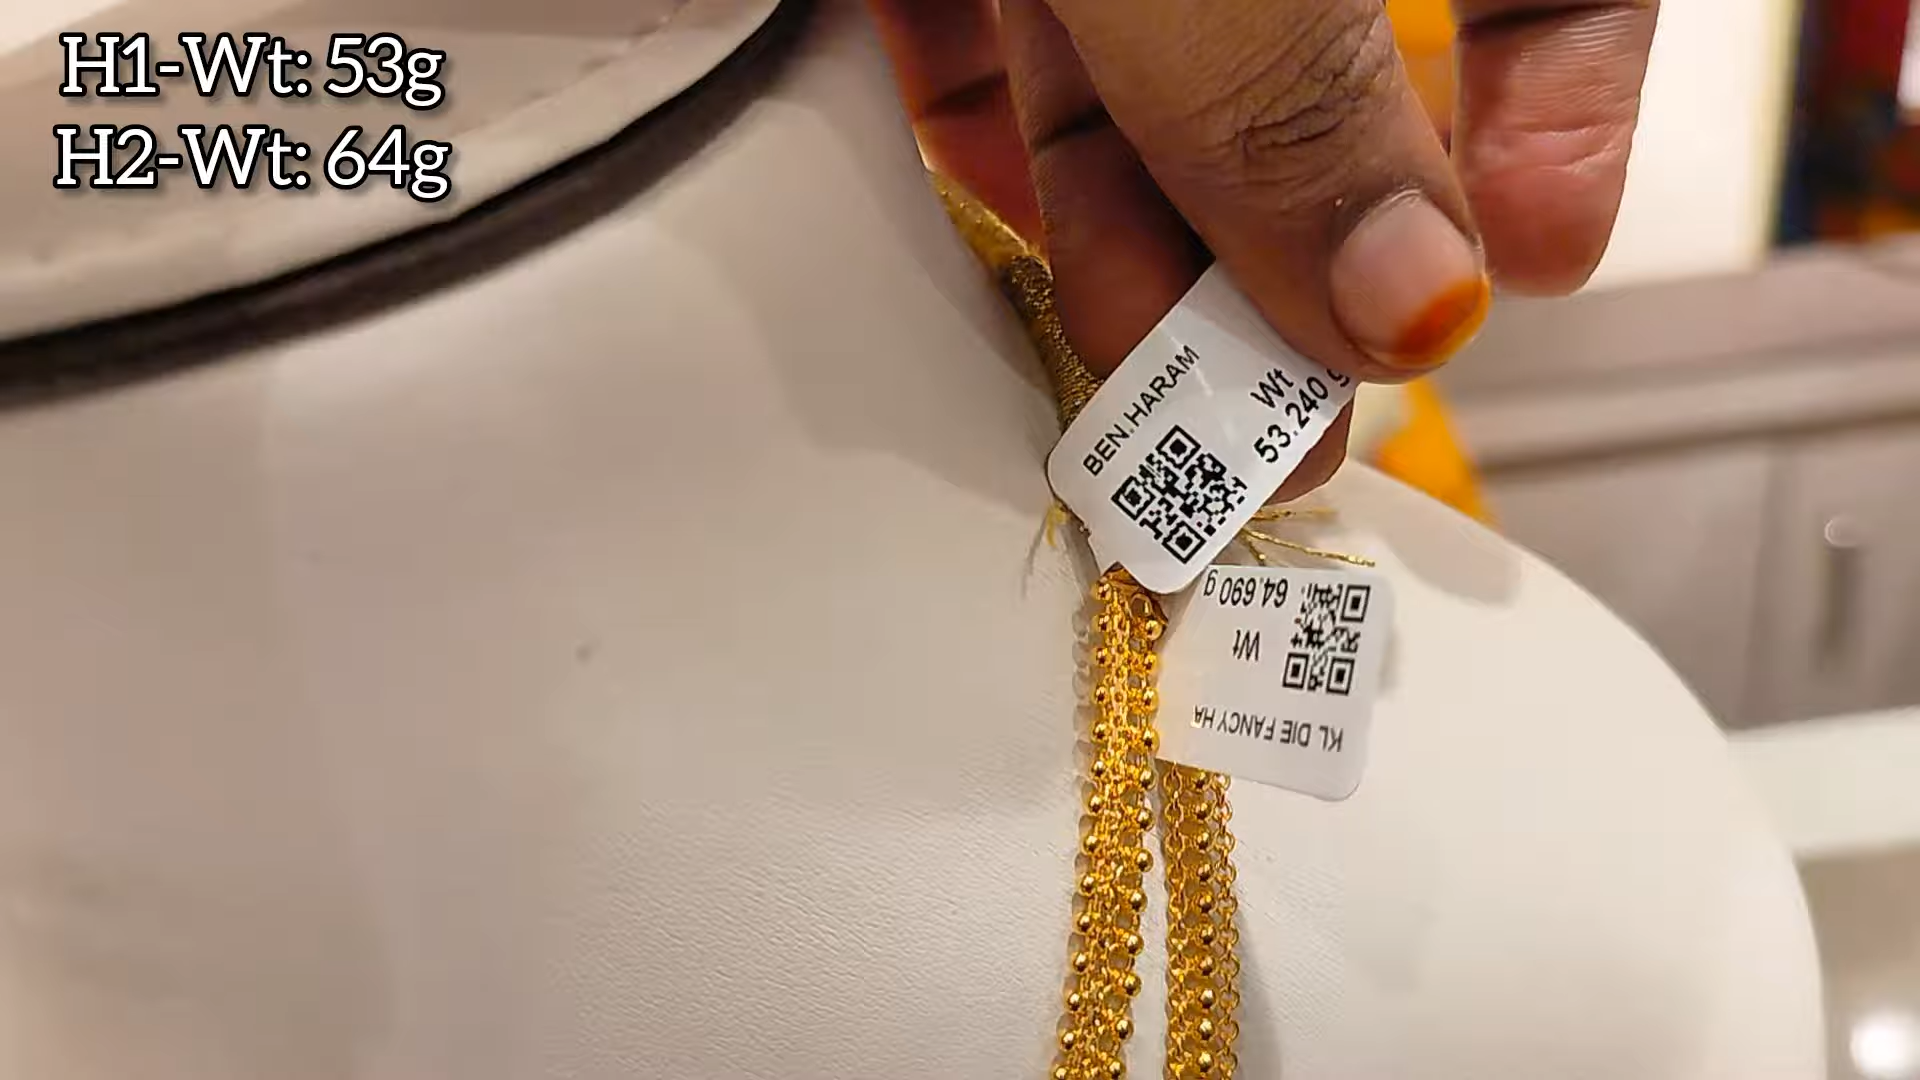 H1-Wt: 53g
H2-Wt: 64g
BEN.HARAM
Wt
53.240 g
KL DIE FANCY HA
Wt
64.690 g